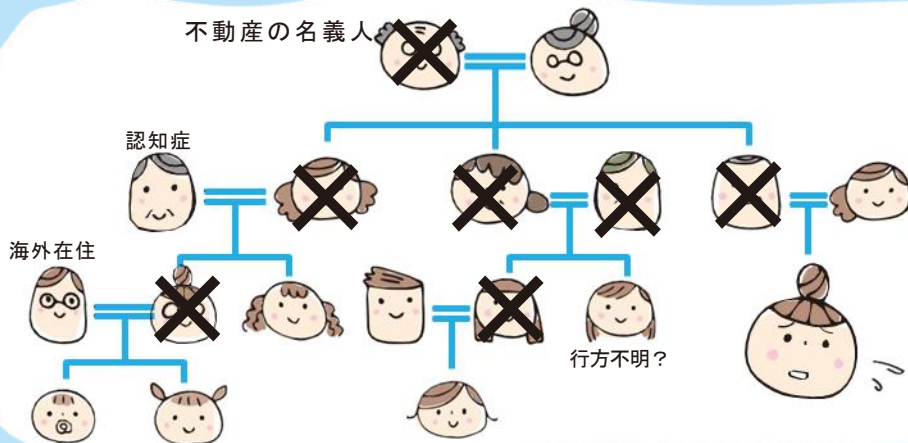 不動産の名義人
認知症
海外在住
行方不明？